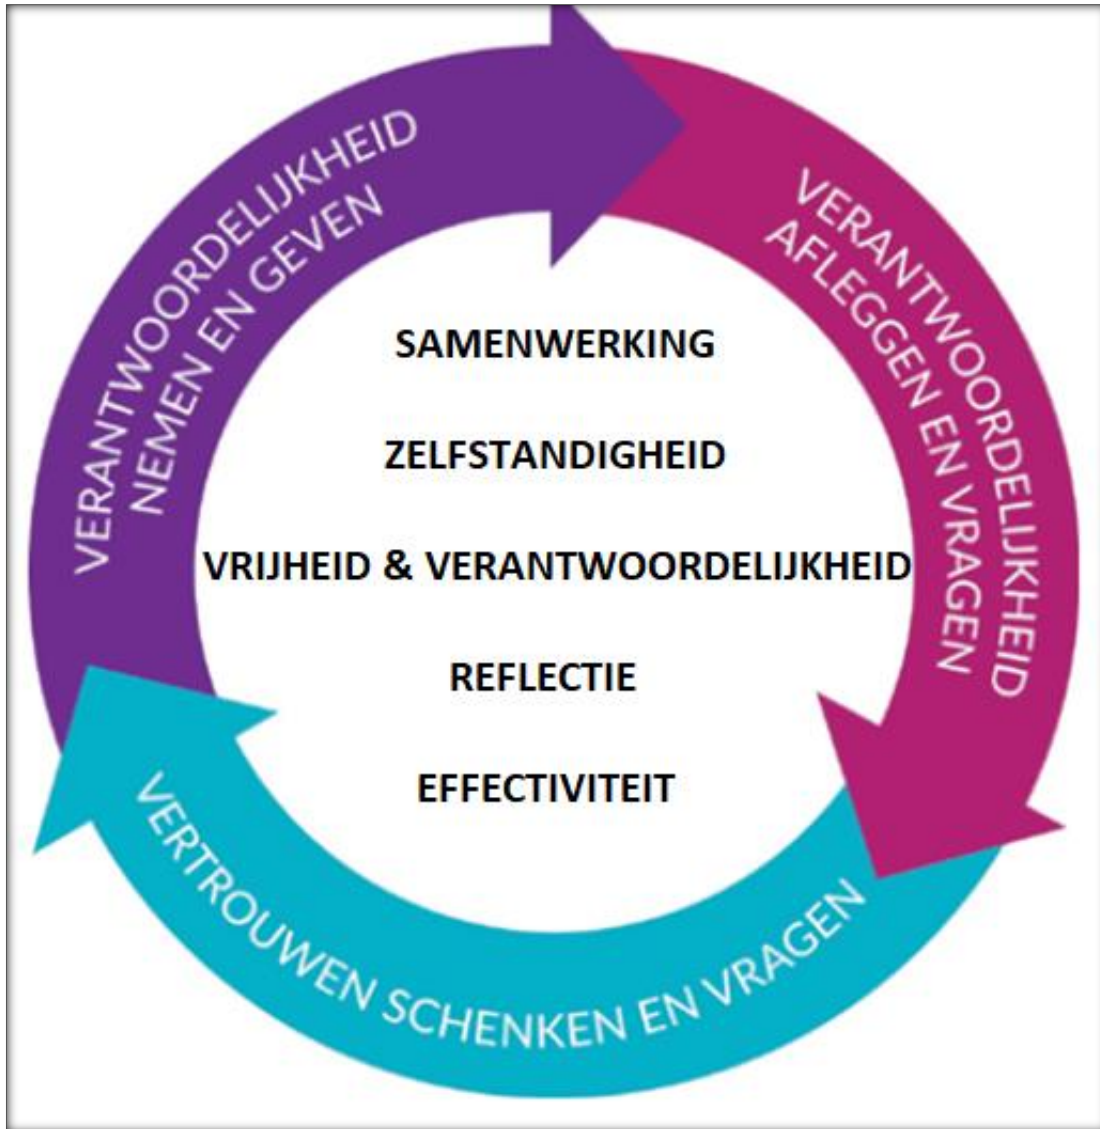 VERANTWOORDELIJKHEID
NEMEN EN GEVEN
VERANTWOORDELIJKHEID
AFLEGGEN EN VRAGEN
SAMENWERKING
ZELFSTANDIGHEID
VRIJHEID & VERANTWOORDELIJKHEID
REFLECTIE
EFFECTIVITEIT
VERTROUWEN SCHENKEN EN VRAGEN